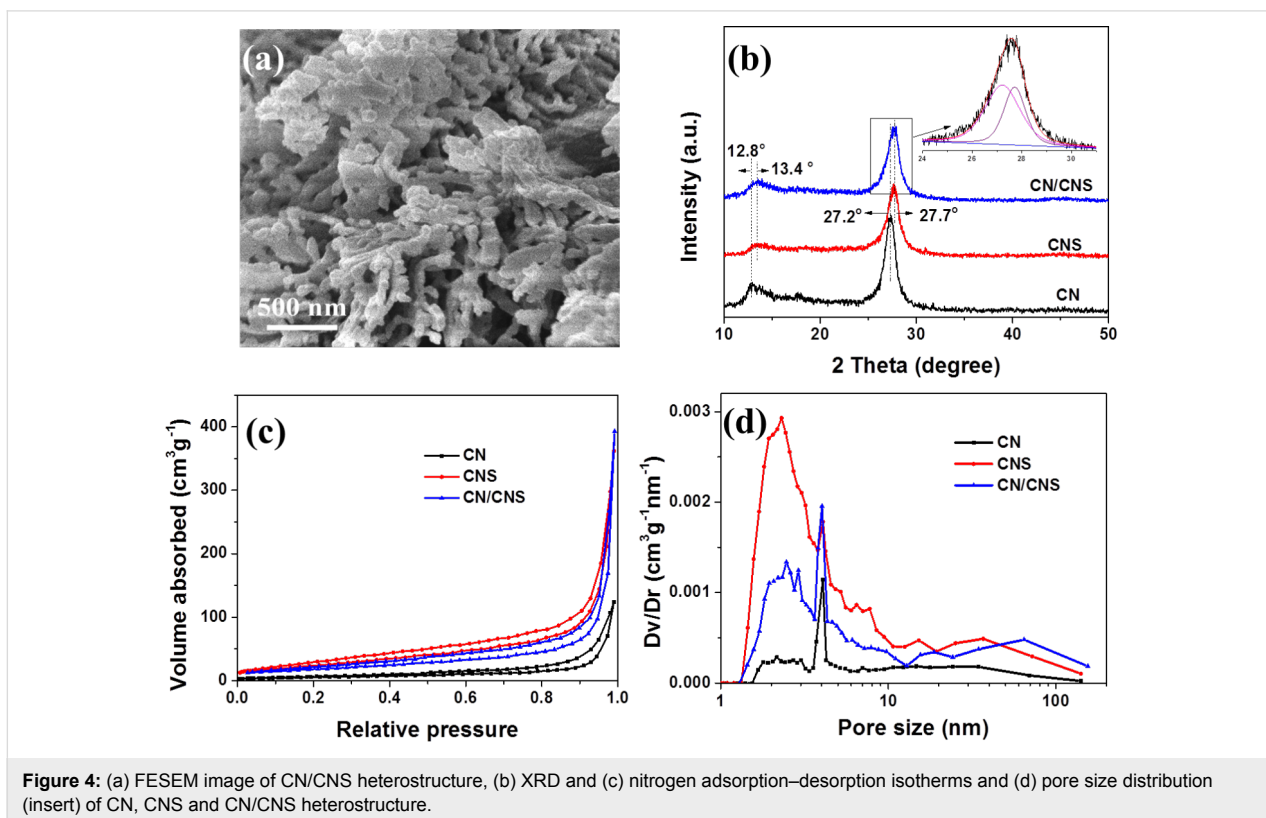 (a)
500 nm
(b)
12.8°
13.4 °
27.2°
27.7°
CN/CNS
CNS
CN
24 26 28 30
Intensity (a.u.)
10 20 30 40 50
2 Theta (degree)
(c)
CN
CNS
CN/CNS
400
300
200
100
0
Volume absorbed (cm³g⁻¹)
0.0 0.2 0.4 0.6 0.8 1.0
Relative pressure
(d)
CN
CNS
CN/CNS
0.003
0.002
0.001
0.000
Dv/Dr (cm³g⁻¹nm⁻¹)
1 10 100
Pore size (nm)
Figure 4: (a) FESEM image of CN/CNS heterostructure, (b) XRD and (c) nitrogen adsorption–desorption isotherms and (d) pore size distribution
(insert) of CN, CNS and CN/CNS heterostructure.